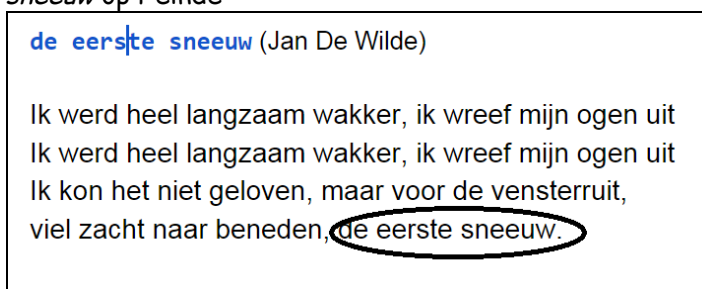 sneeuw op 't einde
de eerste sneeuw (Jan De Wilde)
Ik werd heel langzaam wakker, ik wreef mijn ogen uit
Ik werd heel langzaam wakker, ik wreef mijn ogen uit
Ik kon het niet geloven, maar voor de vensterruit,
viel zacht naar beneden, de eerste sneeuw.